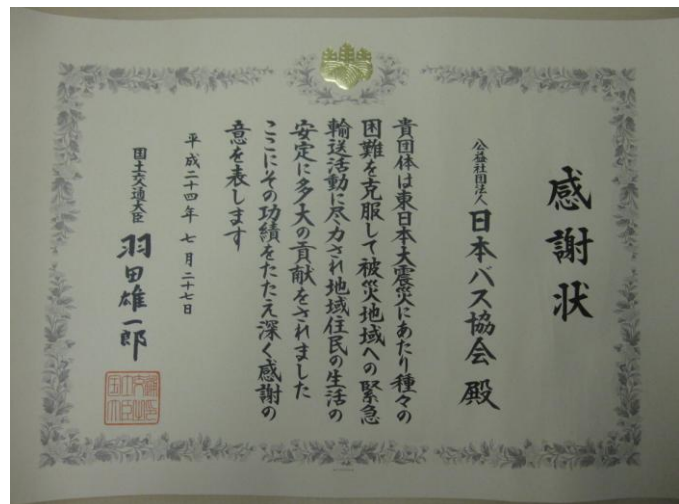 感謝状
公益社団法人 日本バス協会 殿
貴団体は東日本大震災にあたり種々の
困難を克服して被災地域への緊急
輸送活動に尽力され地域住民の生活の
安定に多大の貢献をされました
ここにその功績をたたえ深く感謝の
意を表します
平成二十四年 七月二十七日
国土交通大臣 羽田雄一郎